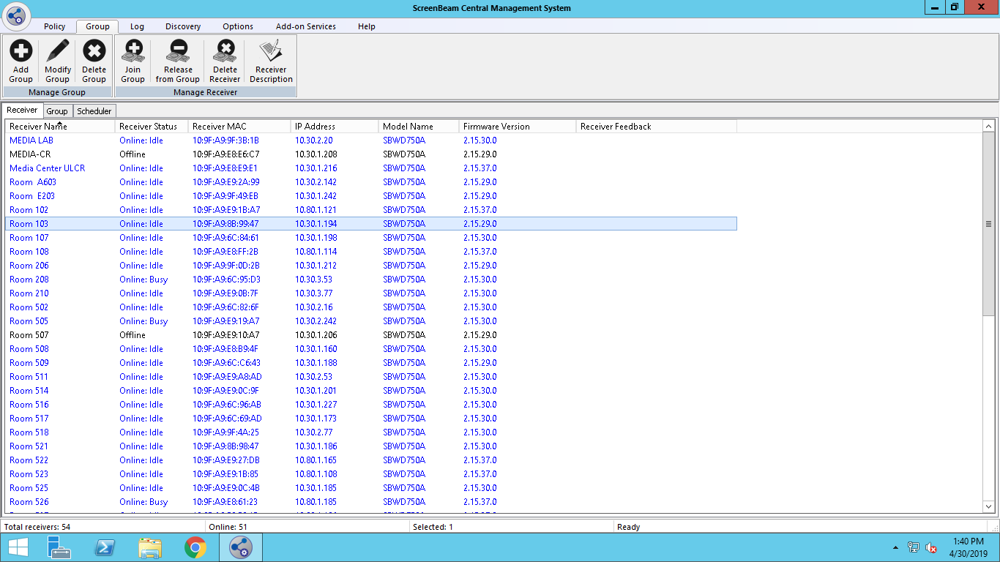 ScreenBeam Central Management System
Policy Group Log Discovery Options Add-on Services Help
Add Group Modify Group Delete Group Join Group Release from Group Delete Receiver Receiver Description
Manage Group Manage Receiver
Receiver Group Scheduler
Receiver Name Receiver Status Receiver MAC IP Address Model Name Firmware Version Receiver Feedback
MEDIA LAB Online: Idle 10:9F:A9:9F:3B:1B 10.30.2.20 SBWD750A 2.15.30.0
MEDIA-CR Offline 10:9F:A9:E8:E6:C7 10.30.1.208 SBWD750A 2.15.29.0
Media Center ULCR Online: Idle 10:9F:A9:E8:E9:E1 10.30.1.216 SBWD750A 2.15.37.0
Room A603 Online: Idle 10:9F:A9:E9:2A:99 10.30.2.142 SBWD750A 2.15.29.0
Room E203 Online: Idle 10:9F:A9:9F:49:EB 10.30.1.242 SBWD750A 2.15.29.0
Room 102 Online: Idle 10:9F:A9:E9:1B:A7 10.80.1.121 SBWD750A 2.15.37.0
Room 103 Online: Idle 10:9F:A9:8B:99:47 10.30.1.194 SBWD750A 2.15.29.0
Room 107 Online: Idle 10:9F:A9:6C:84:61 10.30.1.198 SBWD750A 2.15.30.0
Room 108 Online: Idle 10:9F:A9:E8:FF:2B 10.80.1.114 SBWD750A 2.15.37.0
Room 206 Online: Idle 10:9F:A9:9F:0D:2B 10.30.1.212 SBWD750A 2.15.29.0
Room 208 Online: Busy 10:9F:A9:6C:95:D3 10.30.3.53 SBWD750A 2.15.30.0
Room 210 Online: Idle 10:9F:A9:E9:0B:7F 10.30.3.77 SBWD750A 2.15.30.0
Room 502 Online: Idle 10:9F:A9:6C:82:6F 10.30.2.16 SBWD750A 2.15.30.0
Room 505 Online: Busy 10:9F:A9:E9:19:A7 10.30.2.242 SBWD750A 2.15.30.0
Room 507 Offline 10:9F:A9:E9:10:A7 10.30.1.206 SBWD750A 2.15.29.0
Room 508 Online: Idle 10:9F:A9:E8:B9:4F 10.30.1.160 SBWD750A 2.15.30.0
Room 509 Online: Idle 10:9F:A9:6C:C6:43 10.30.1.188 SBWD750A 2.15.29.0
Room 511 Online: Idle 10:9F:A9:E9:A8:AD 10.30.2.53 SBWD750A 2.15.30.0
Room 514 Online: Idle 10:9F:A9:E9:0C:9F 10.30.1.201 SBWD750A 2.15.30.0
Room 516 Online: Idle 10:9F:A9:6C:96:AB 10.30.1.227 SBWD750A 2.15.30.0
Room 517 Online: Idle 10:9F:A9:6C:69:AD 10.30.1.173 SBWD750A 2.15.30.0
Room 518 Online: Idle 10:9F:A9:9F:4A:25 10.30.2.77 SBWD750A 2.15.30.0
Room 521 Online: Idle 10:9F:A9:8B:98:47 10.30.1.186 SBWD750A 2.15.30.0
Room 522 Online: Idle 10:9F:A9:E9:27:DB 10.80.1.165 SBWD750A 2.15.37.0
Room 523 Online: Idle 10:9F:A9:E9:1B:85 10.80.1.108 SBWD750A 2.15.37.0
Room 525 Online: Idle 10:9F:A9:E9:0C:4B 10.30.1.185 SBWD750A 2.15.30.0
Room 526 Online: Busy 10:9F:A9:E8:61:23 10.80.1.185 SBWD750A 2.15.37.0
Total receivers: 54 Online: 51 Selected: 1 Ready
1:40 PM
4/30/2019